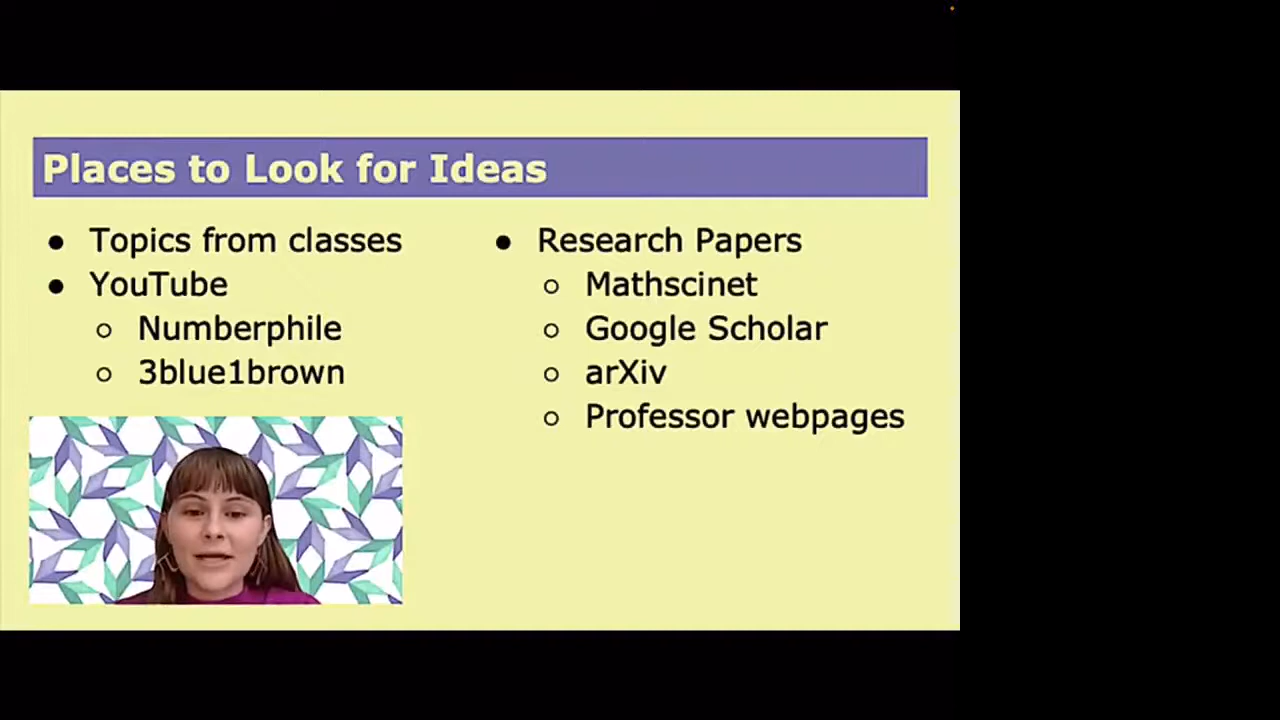 Places to Look for Ideas
● Topics from classes
● YouTube
○ Numberphile
○ 3blue1brown
● Research Papers
○ Mathscinet
○ Google Scholar
○ arXiv
○ Professor webpages